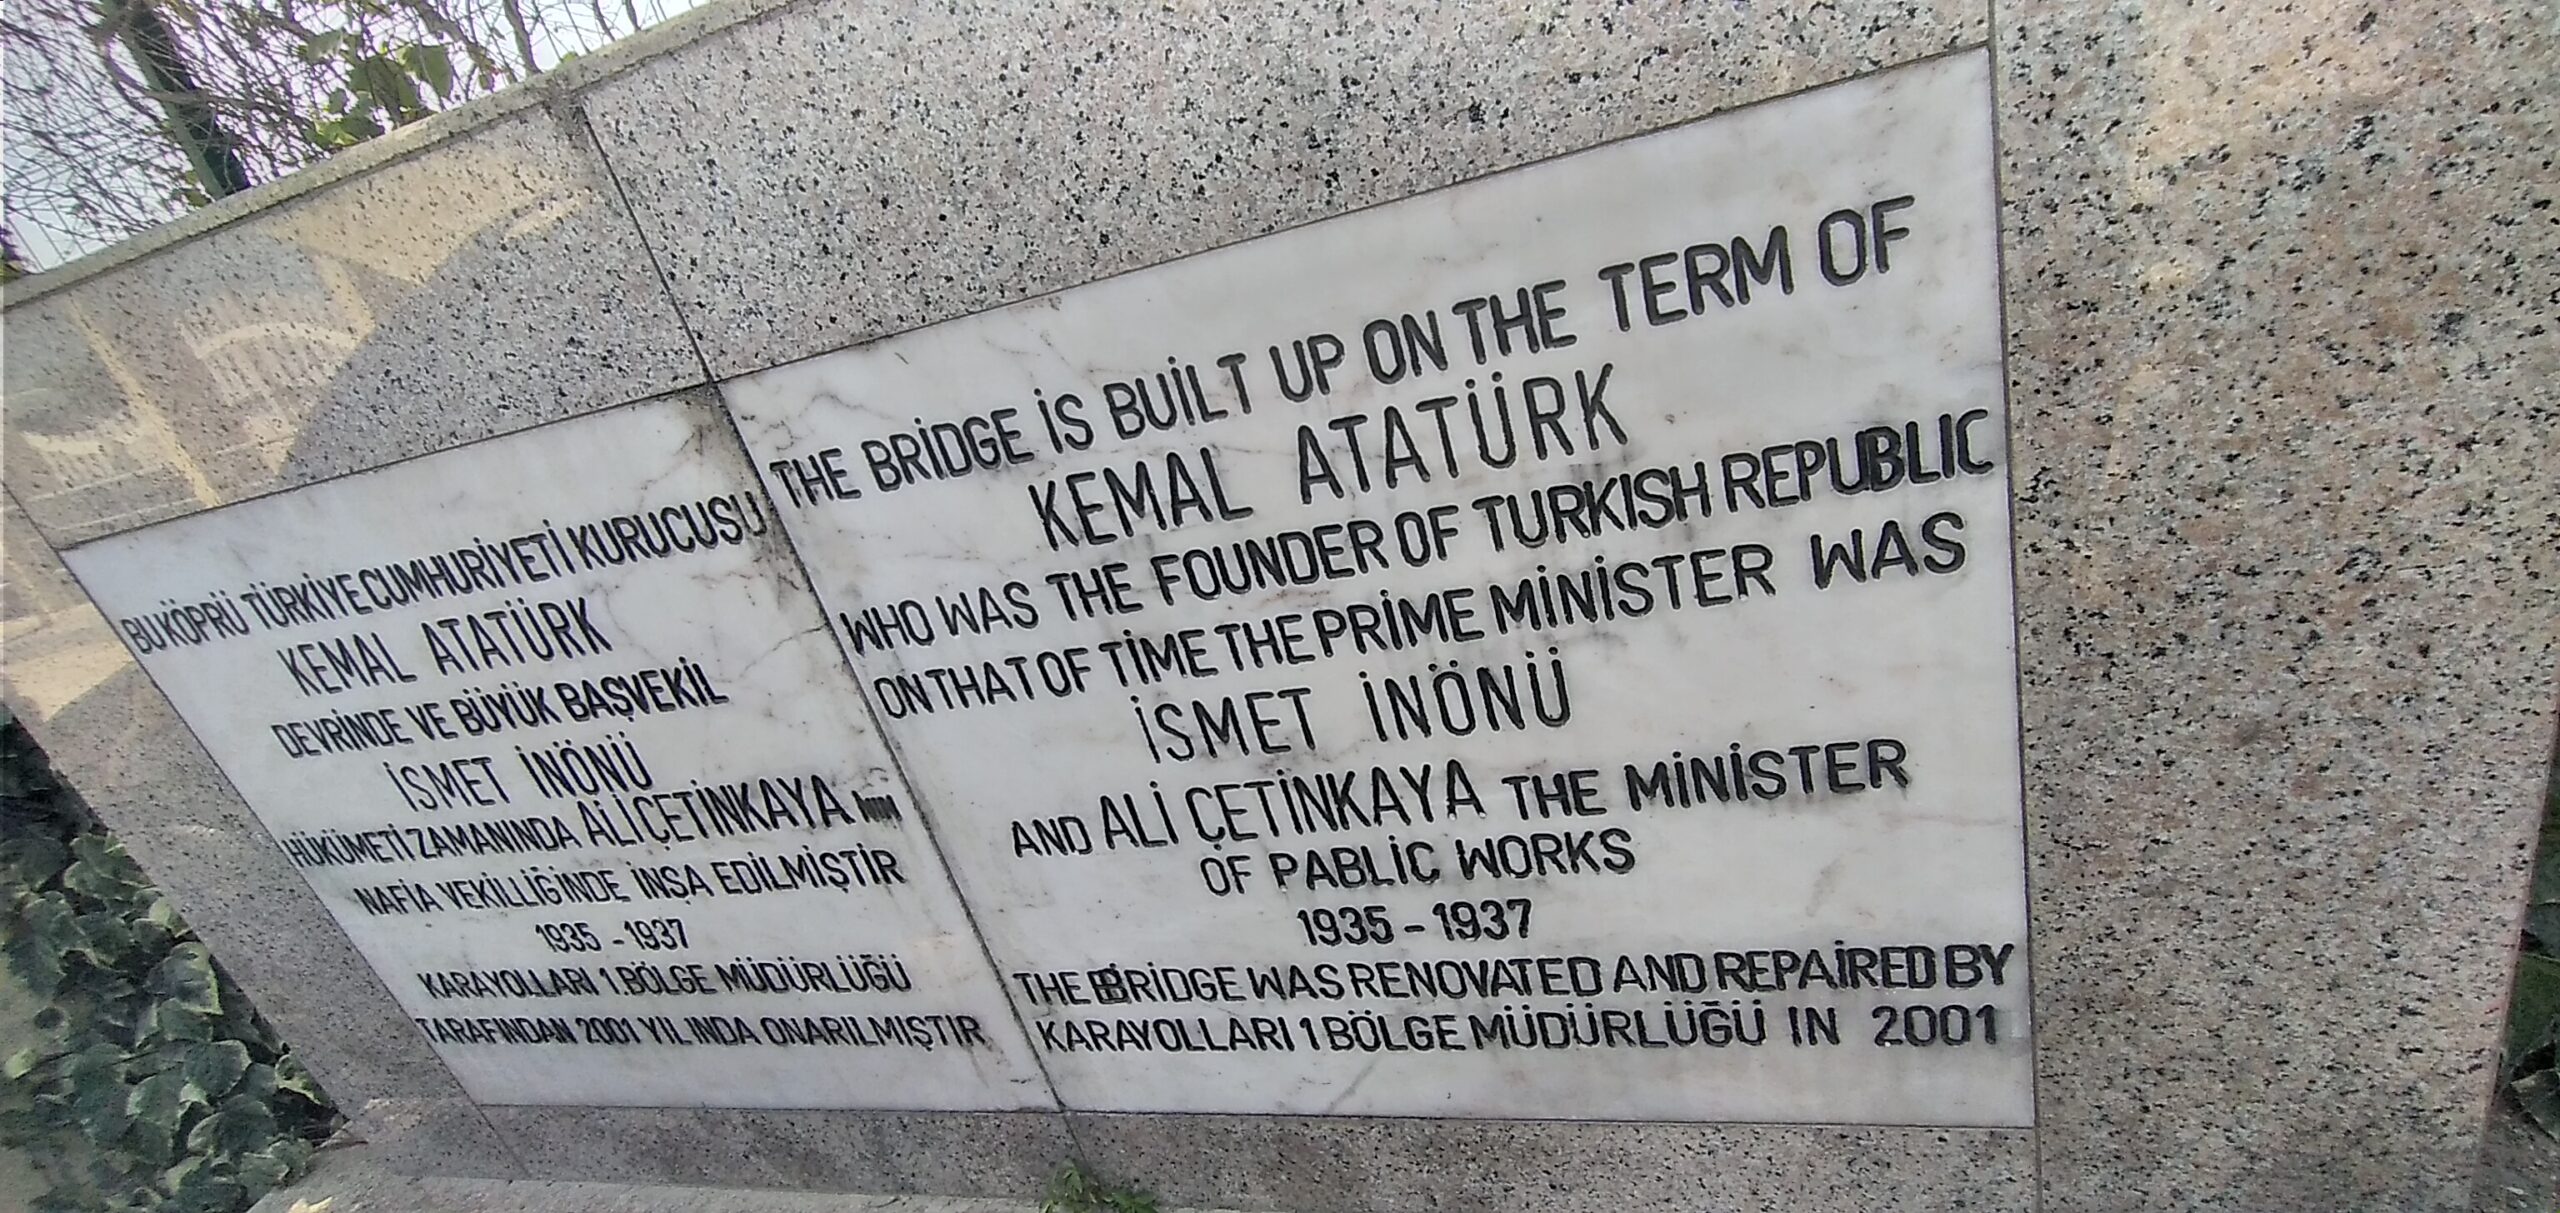 BU KÖPRÜ TÜRKİYE CUMHURİYETİ KURUCUSU
KEMAL ATATÜRK
DEVRİNDE VE BÜYÜK BAŞVEKİL
İSMET İNÖNÜ
HÜKÜMETİ ZAMANINDA ALİ ÇETİNKAYA
NAFİA VEKİLLİĞİNDE İNŞA EDİLMİŞTİR
1935 - 1937
KARAYOLLARI 1. BÖLGE MÜDÜRLÜĞÜ
TARAFINDAN 2001 YILINDA ONARILMIŞTIR
THE BRİDGE İS BUİLT UP ON THE TERM OF
KEMAL ATATÜRK
WHO WAS THE FOUNDER OF TURKISH REPUBLIC
ON THAT OF TİME THE PRİME MİNİSTER WAS
İSMET İNÖNÜ
AND ALİ ÇETİNKAYA THE MİNİSTER
OF PABLİC WORKS
1935 - 1937
THE BRİDGE WAS RENOVATED AND REPAİRED BY
KARAYOLLARI 1 BÖLGE MÜDÜRLÜĞÜ IN 2001